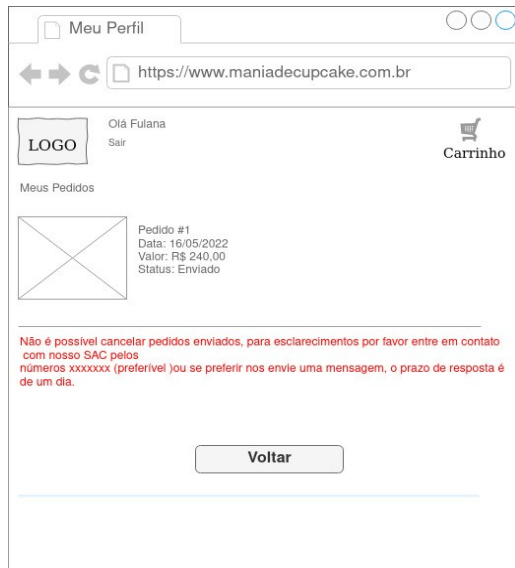 Meu Perfil
https://www.maniadecupcake.com.br
LOGO
Olá Fulana
Sair
Carrinho
Meus Pedidos
Pedido #1
Data: 16/05/2022
Valor: R$ 240,00
Status: Enviado
Não é possível cancelar pedidos enviados, para esclarecimentos por favor entre em contato
com nosso SAC pelos
números xxxxxxx (preferível )ou se preferir nos envie uma mensagem, o prazo de resposta é
de um dia.
Voltar